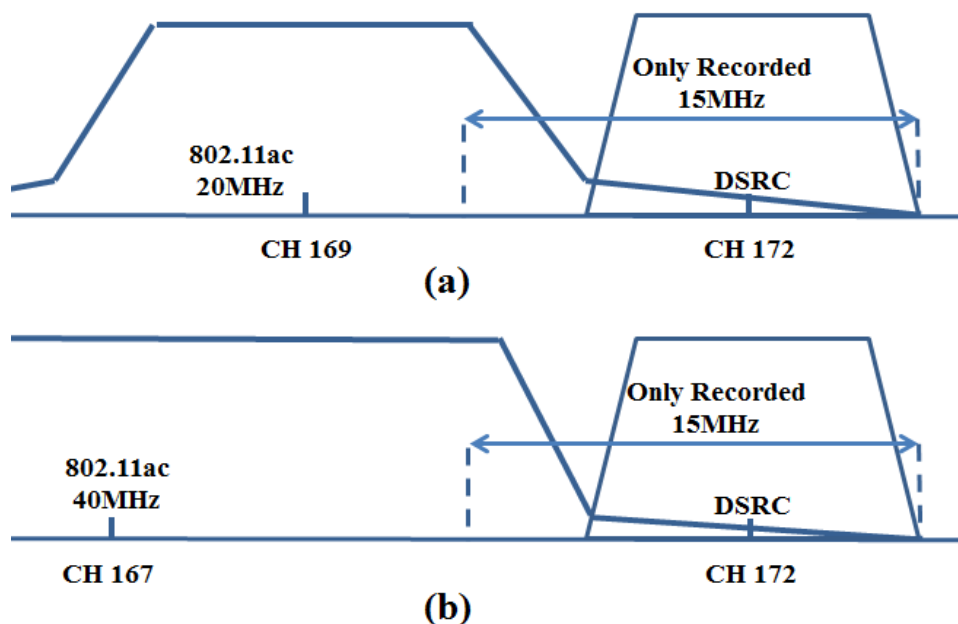 Only Recorded
15MHz
802.11ac
20MHz
DSRC
CH 169
CH 172
(a)
Only Recorded
15MHz
802.11ac
40MHz
DSRC
CH 167
CH 172
(b)